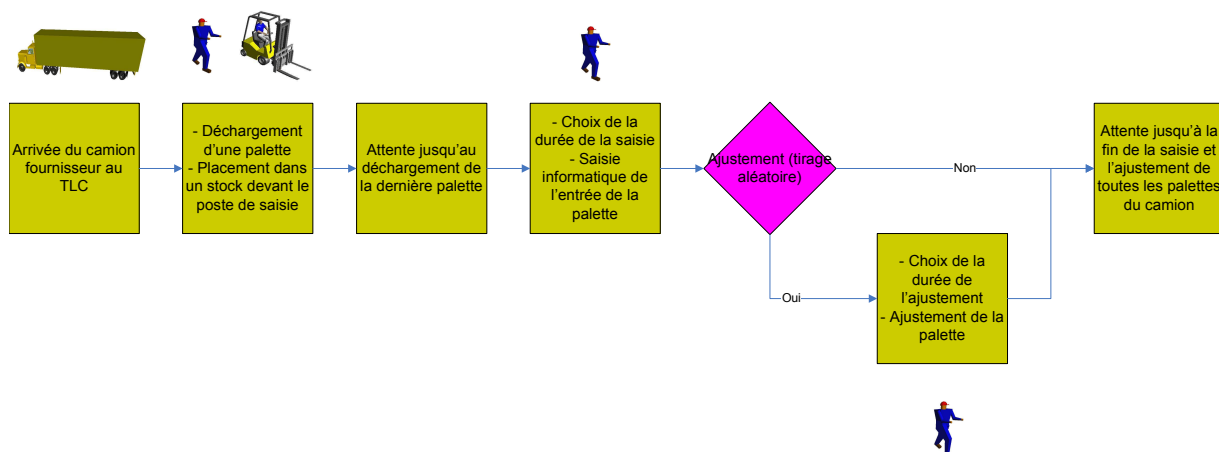 Arrivée du camion
fournisseur au
TLC
- Déchargement
d'une palette
- Placement dans
un stock devant le
poste de saisie
Attente jusqu'au
déchargement de
la dernière palette
- Choix de la
durée de la saisie
- Saisie
informatique de
l'entrée de la
palette
Ajustement (tirage
aléatoire)
Non
Oui
- Choix de la
durée de
l'ajustement
- Ajustement de la
palette
Attente jusqu'à la
fin de la saisie et
l'ajustement de
toutes les palettes
du camion